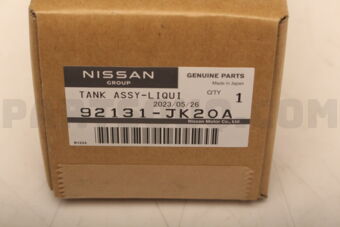 NISSAN
GROUP
GENUINE PARTS
Made in Japan
TANK ASSY-LIQUI
Q'TY
1
2023/05/26
92131-JK20A
Nissan Motor Co., Ltd.